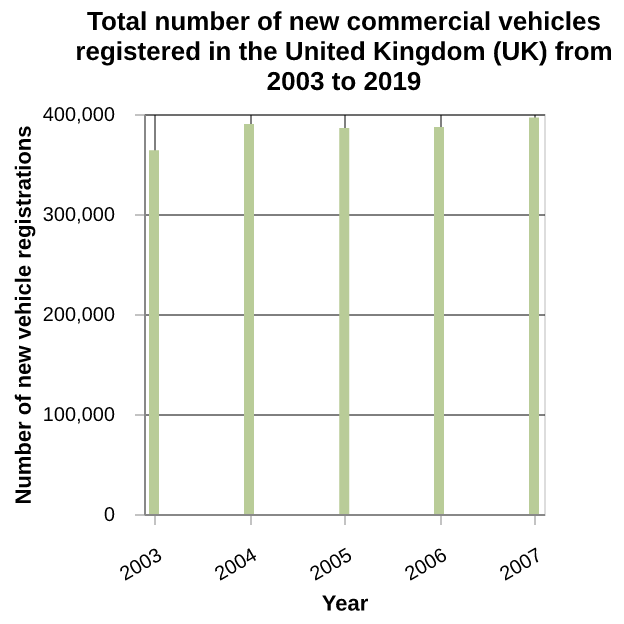 Total number of new commercial vehicles
registered in the United Kingdom (UK) from
2003 to 2019
Number of new vehicle registrations
400,000
300,000
200,000
100,000
0
2003
2004
2005
2006
2007
Year